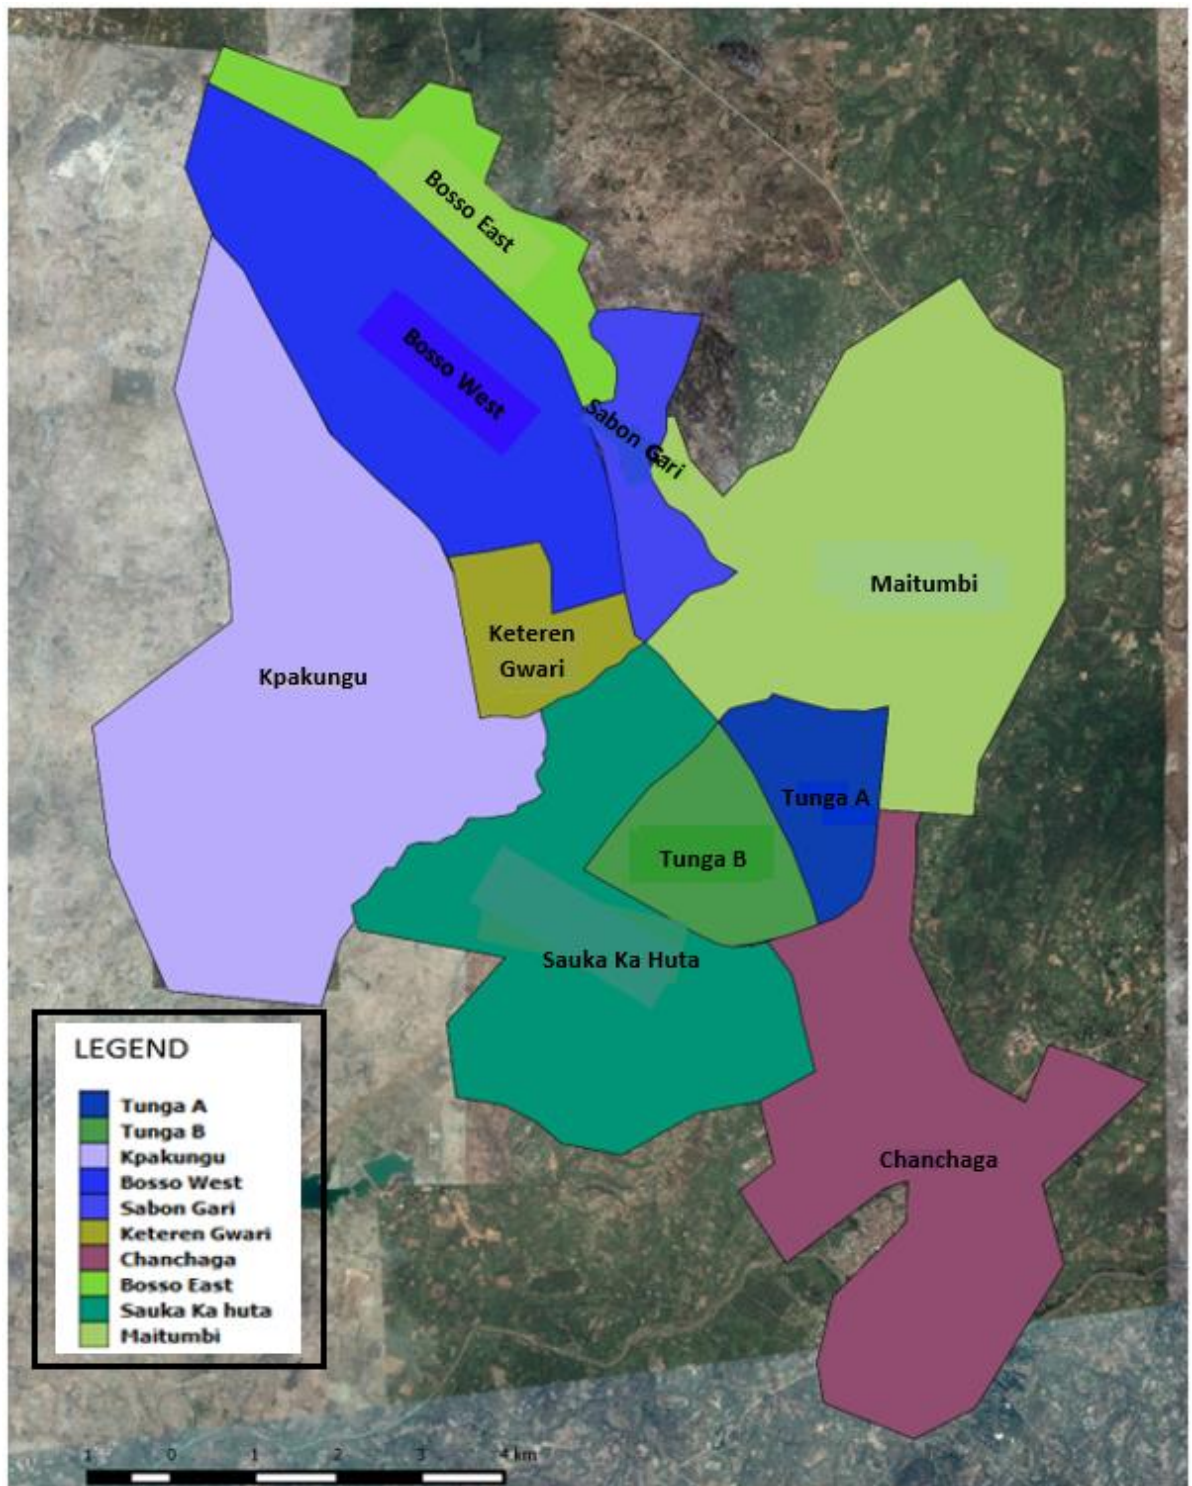 Bosso East
Bosso West
Sabon Gari
Maitumbi
Keteren
Gwari
Kpakungu
Tunga A
Tunga B
Sauka Ka Huta
Chanchaga
LEGEND
Tunga A
Tunga B
Kpakungu
Bosso West
Sabon Gari
Keteren Gwari
Chanchaga
Bosso East
Sauka Ka huta
Maitumbi
1 0 1 2 3 4 km